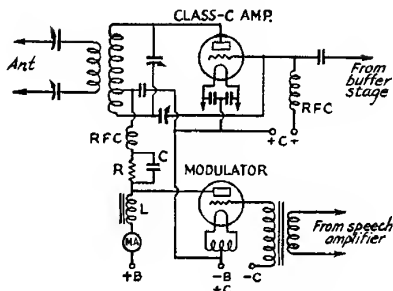 CLASS-C AMP.
Ant
From
buffer
stage
RFC
+C+
RFC
C
R
MODULATOR
L
From speech
amplifier
MA
+B
-B
+C
-C